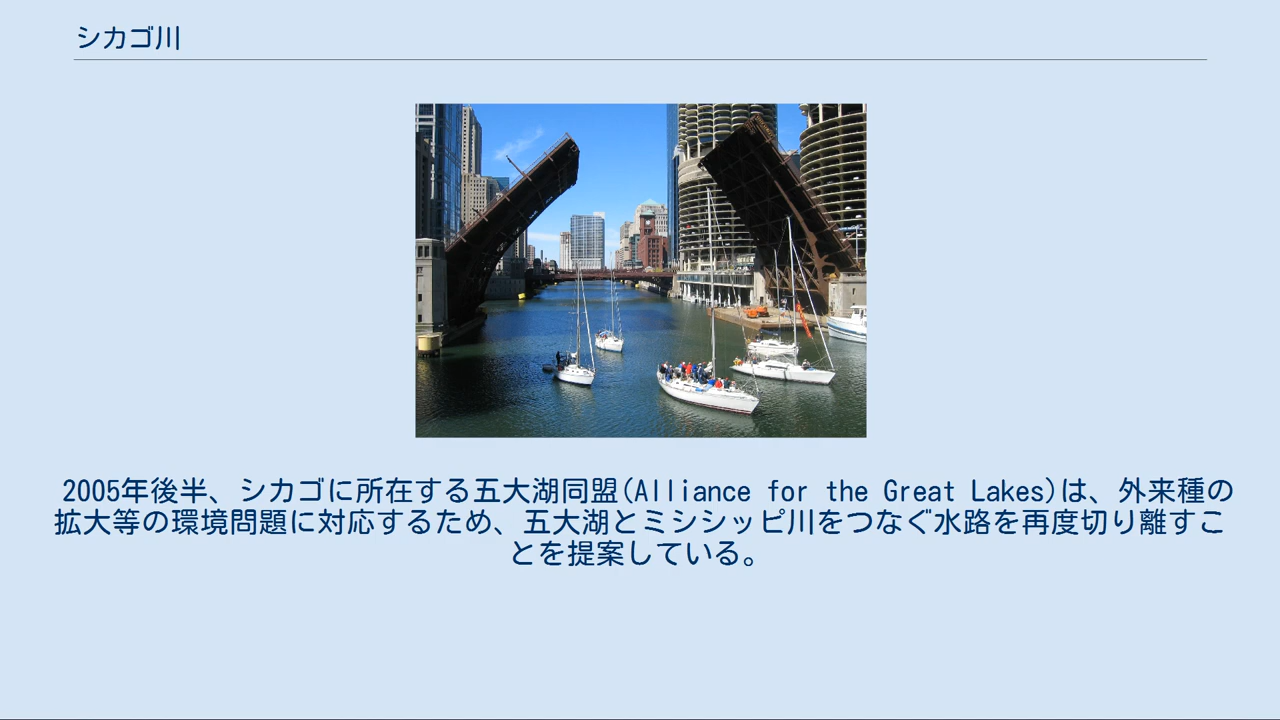 シカゴ川
2005年後半、シカゴに所在する五大湖同盟(Alliance for the Great Lakes)は、外来種の
拡大等の環境問題に対応するため、五大湖とミシシッピ川をつなぐ水路を再度切り離すこ
とを提案している。